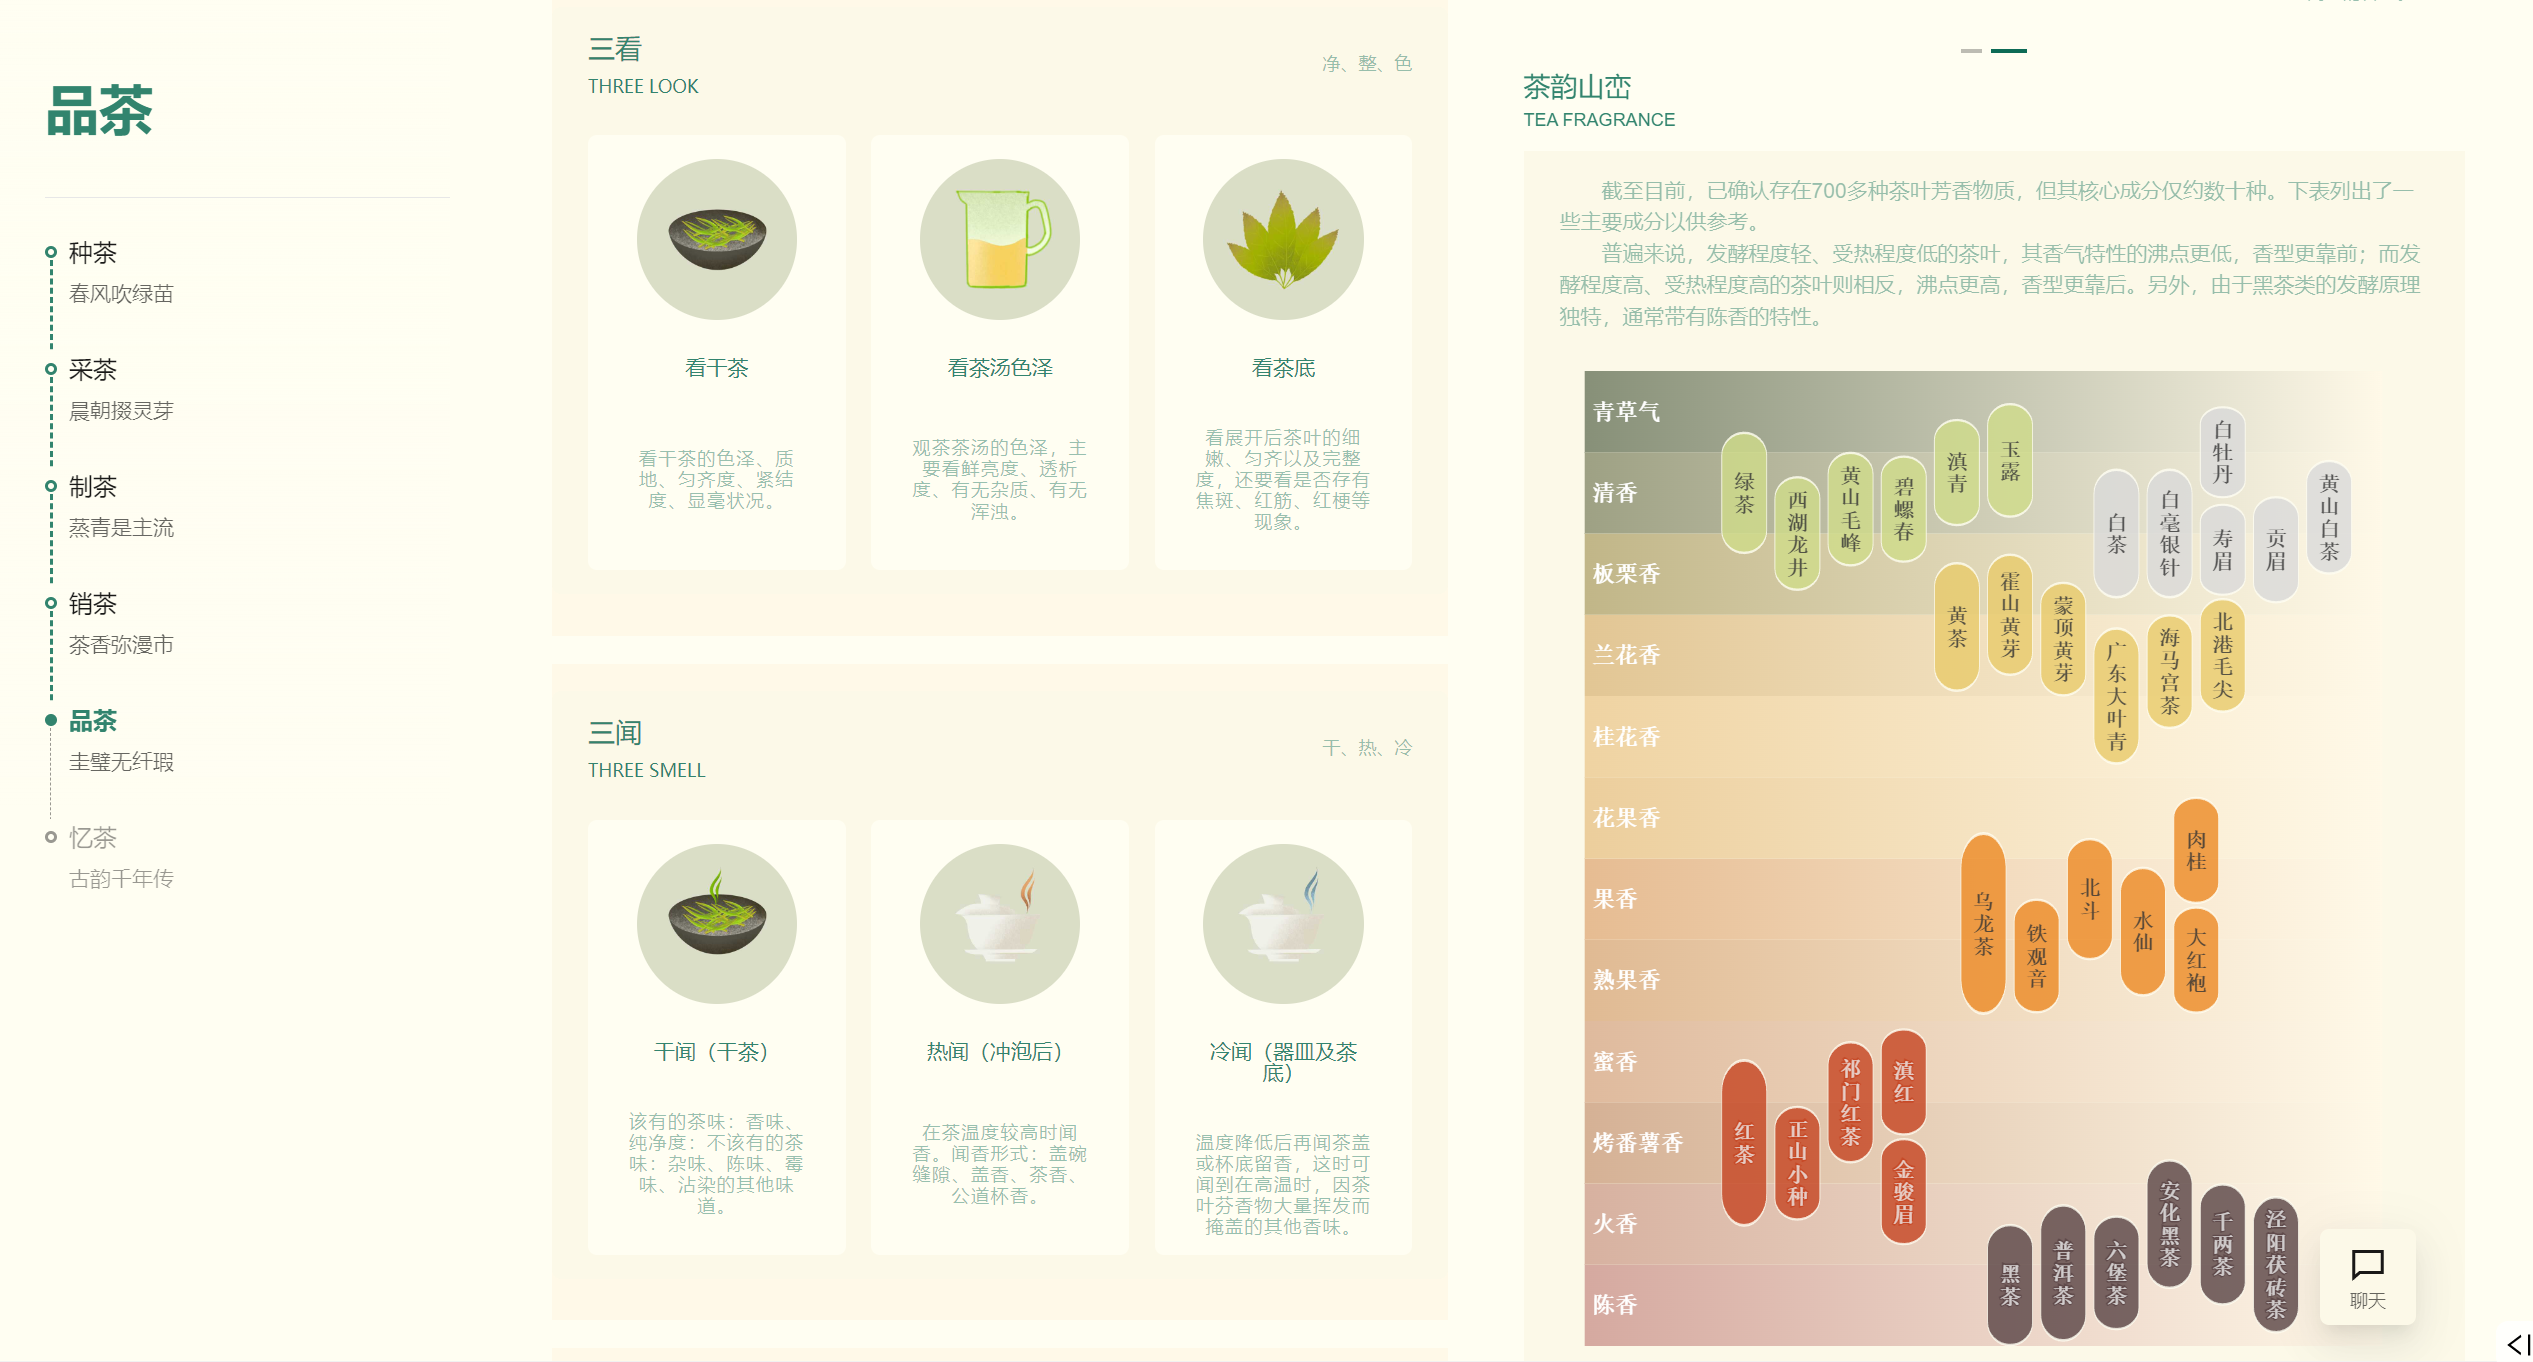 品茶
种茶
春风吹绿苗
采茶
晨朝掇灵芽
制茶
蒸青是主流
销茶
茶香弥漫市
品茶
圭璧无纤瑕
忆茶
古韵千年传
三看
THREE LOOK
净、整、色
看干茶
看干茶的色泽、质
地、匀齐度、紧结
度、显毫状况。
看茶汤色泽
观茶茶汤的色泽，主
要看鲜亮度、透析
度、有无杂质、有无
浑浊。
看茶底
看展开后茶叶的细
嫩、匀齐以及完整
度，还要看是否存有
焦斑、红筋、红梗等
现象。
三闻
THREE SMELL
干、热、冷
干闻（干茶）
该有的茶味：香味、
纯净度：不该有的茶
味：杂味、陈味、霉
味、沾染的其他味
道。
热闻（冲泡后）
在茶温度较高时闻
香。闻香形式：盖碗
缝隙、盖香、茶香、
公道杯香。
冷闻（器皿及茶
底）
温度降低后再闻茶盖
或杯底留香，这时可
闻到在高温时，因茶
叶芬香物大量挥发而
掩盖的其他香味。
茶韵山峦
TEA FRAGRANCE
截至目前，已确认存在700多种茶叶芳香物质，但其核心成分仅约数十种。下表列出了一
些主要成分以供参考。
普遍来说，发酵程度轻、受热程度低的茶叶，其香气特性的沸点更低，香型更靠前；而发
酵程度高、受热程度高的茶叶则相反，沸点更高，香型更靠后。另外，由于黑茶类的发酵原理
独特，通常带有陈香的特性。
青草气
清香
板栗香
兰花香
桂花香
花果香
果香
熟果香
蜜香
烤番薯香
火香
陈香
绿茶
西湖龙井
黄山毛峰
碧螺春
滇青
玉露
白茶
白毫银针
白牡丹
寿眉
贡眉
黄山白茶
黄茶
霍山黄芽
蒙顶黄芽
广东大叶青
海马宫茶
北港毛尖
乌龙茶
铁观音
北斗
水仙
肉桂
大红袍
红茶
正山小种
祁门红茶
滇红
金骏眉
黑茶
普洱茶
六堡茶
安化黑茶
千两茶
泾阳茯砖茶
聊天